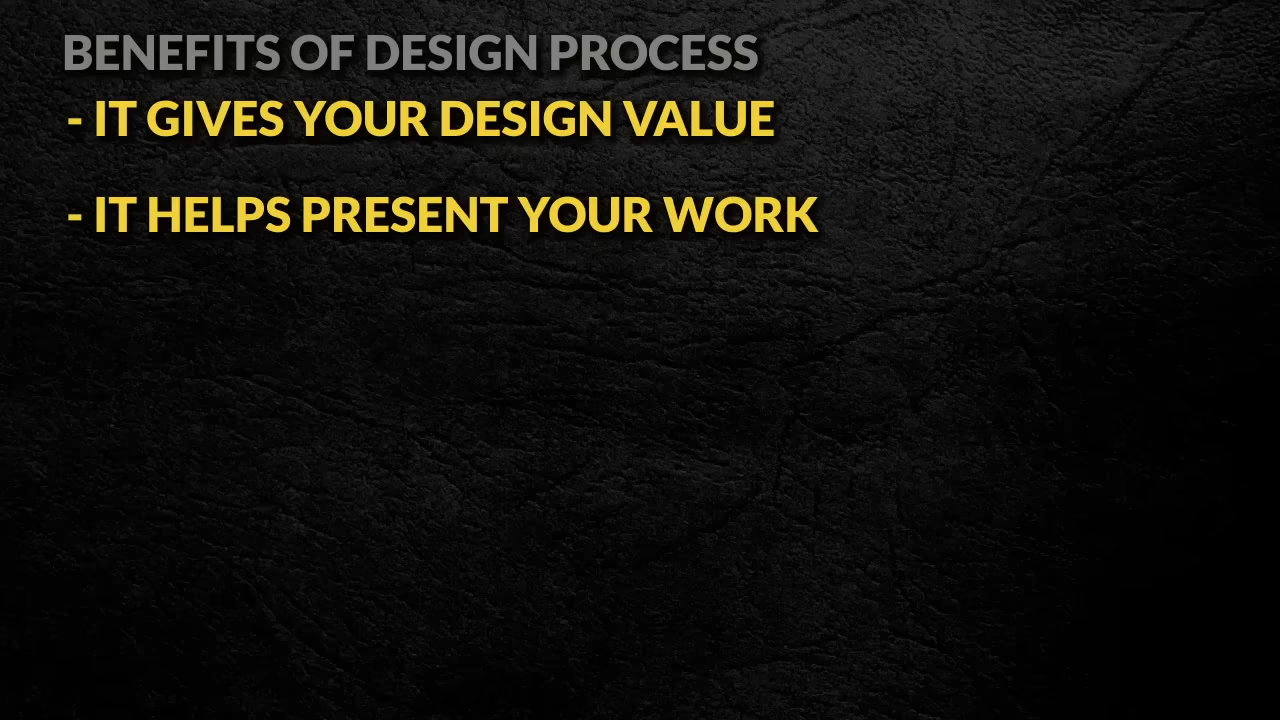 BENEFITS OF DESIGN PROCESS
- IT GIVES YOUR DESIGN VALUE
- IT HELPS PRESENT YOUR WORK